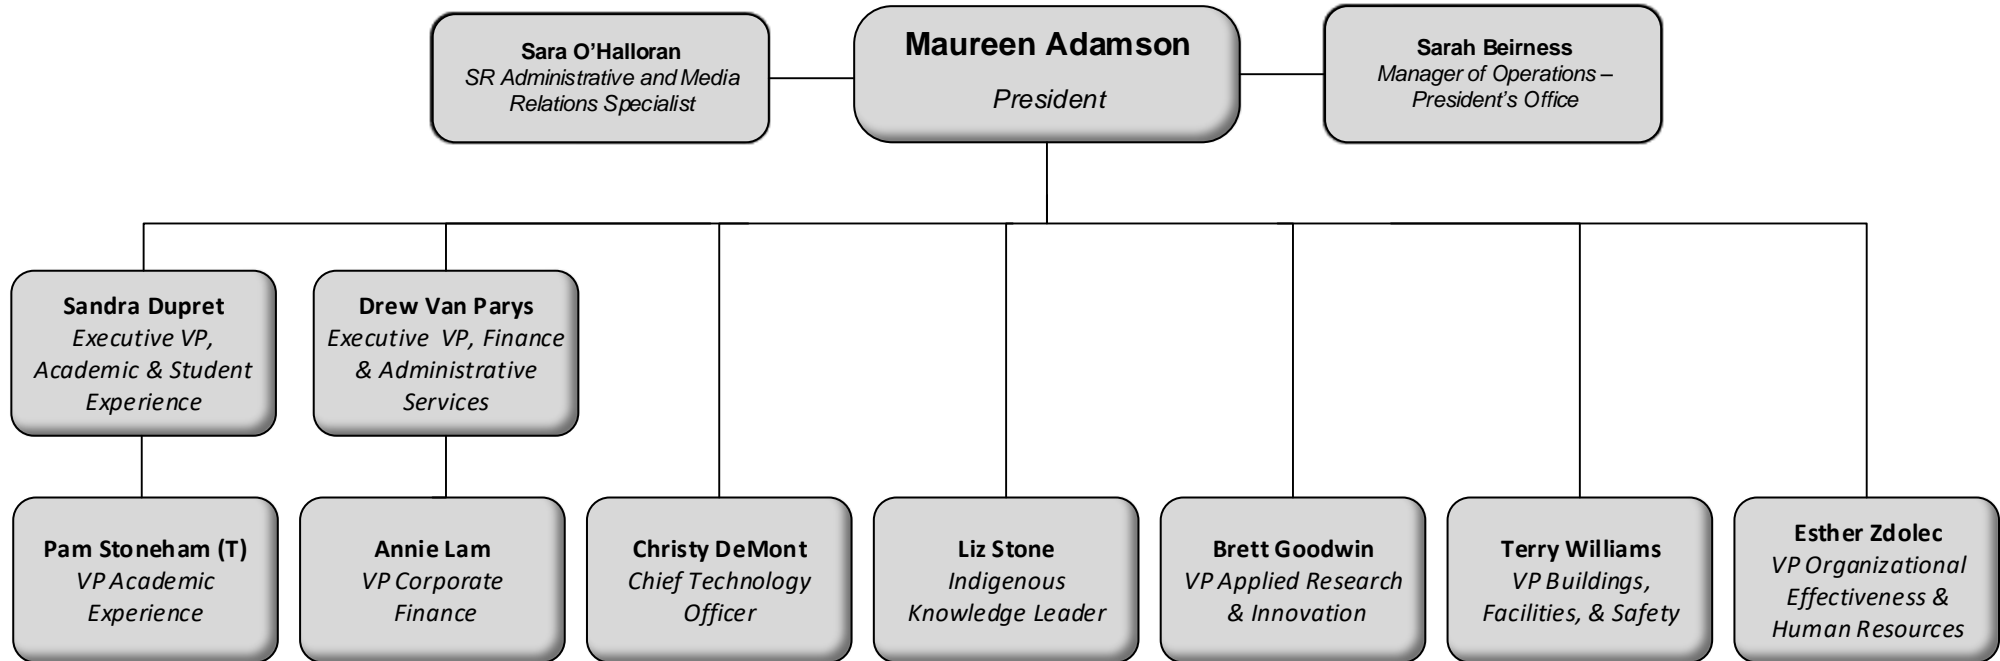 Sara O’Halloran
SR Administrative and Media
Relations Specialist
Maureen Adamson
President
Sarah Beirness
Manager of Operations –
President’s Office
Sandra Dupret
Executive VP,
Academic & Student
Experience
Drew Van Parys
Executive VP, Finance
& Administrative
Services
Pam Stoneham (T)
VP Academic
Experience
Annie Lam
VP Corporate
Finance
Christy DeMont
Chief Technology
Officer
Liz Stone
Indigenous
Knowledge Leader
Brett Goodwin
VP Applied Research
& Innovation
Terry Williams
VP Buildings,
Facilities, & Safety
Esther Zdolec
VP Organizational
Effectiveness &
Human Resources